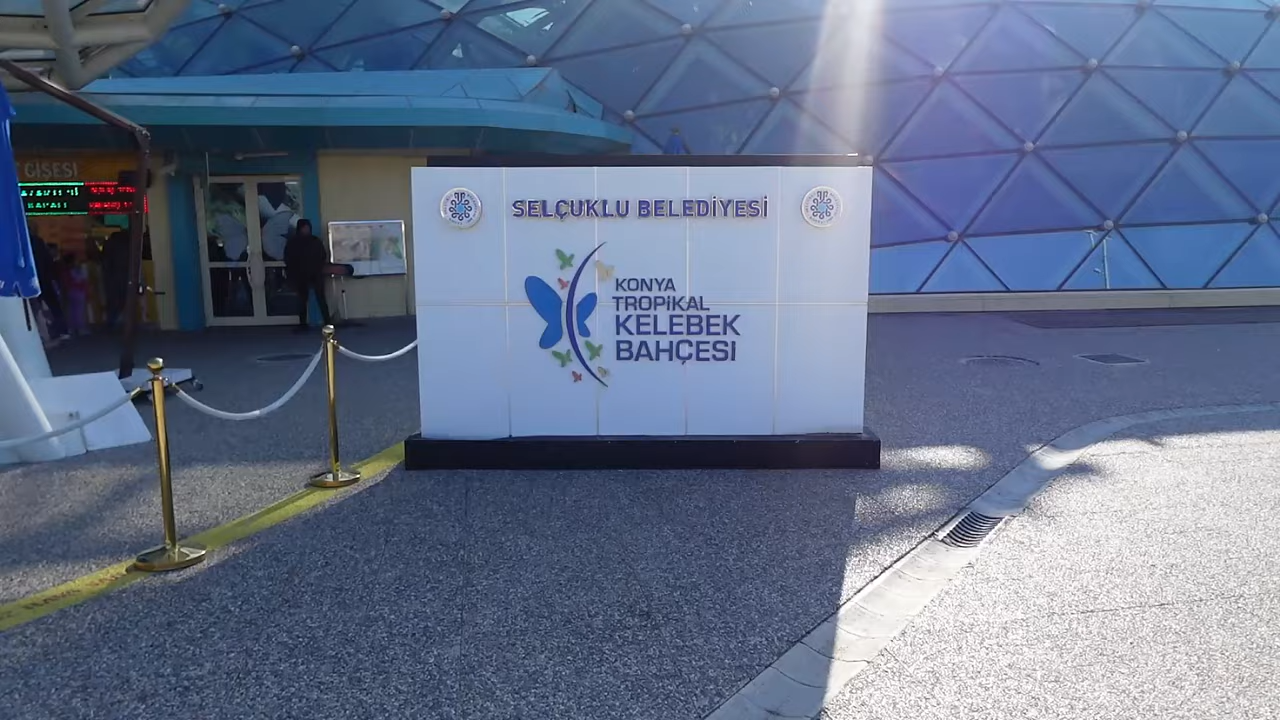 GİŞESİ
SELÇUKLU BELEDİYESİ
KONYA
TROPİKAL
KELEBEK
BAHÇESİ